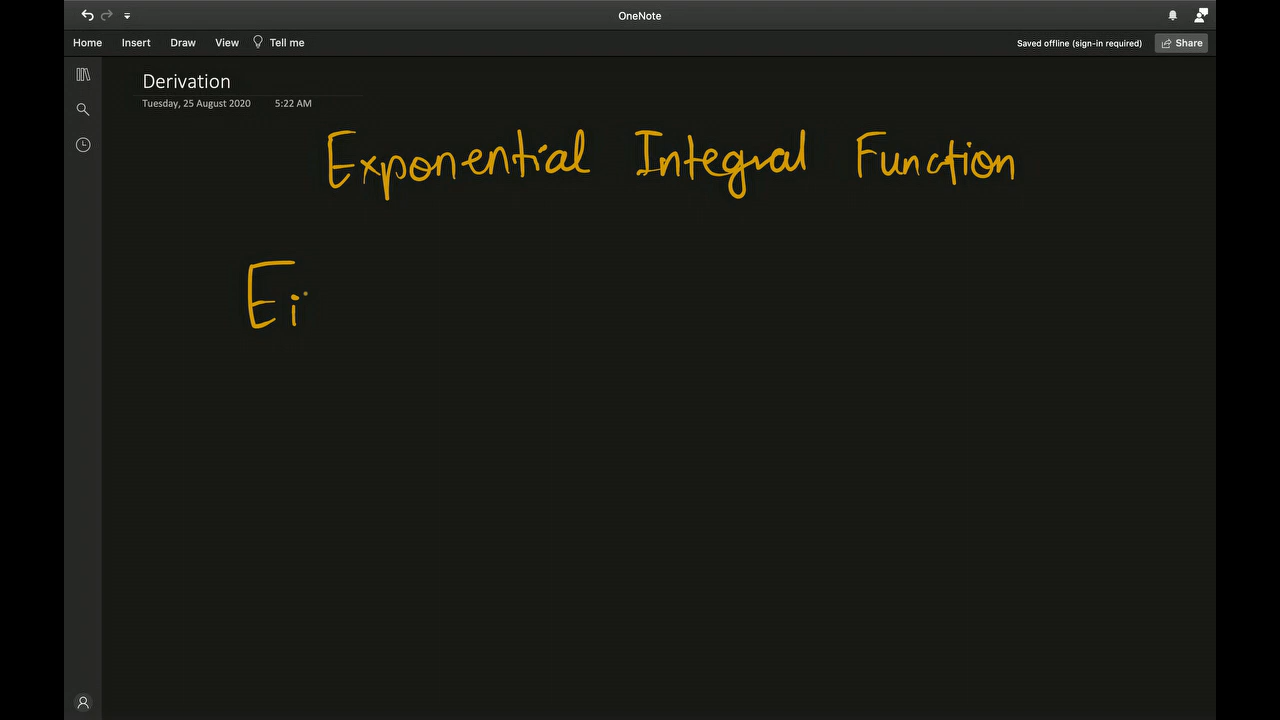 OneNote
Home Insert Draw View Tell me Saved offline (sign-in required) Share
Derivation
Tuesday, 25 August 2020 5:22 AM
Exponential Integral Function
Ei